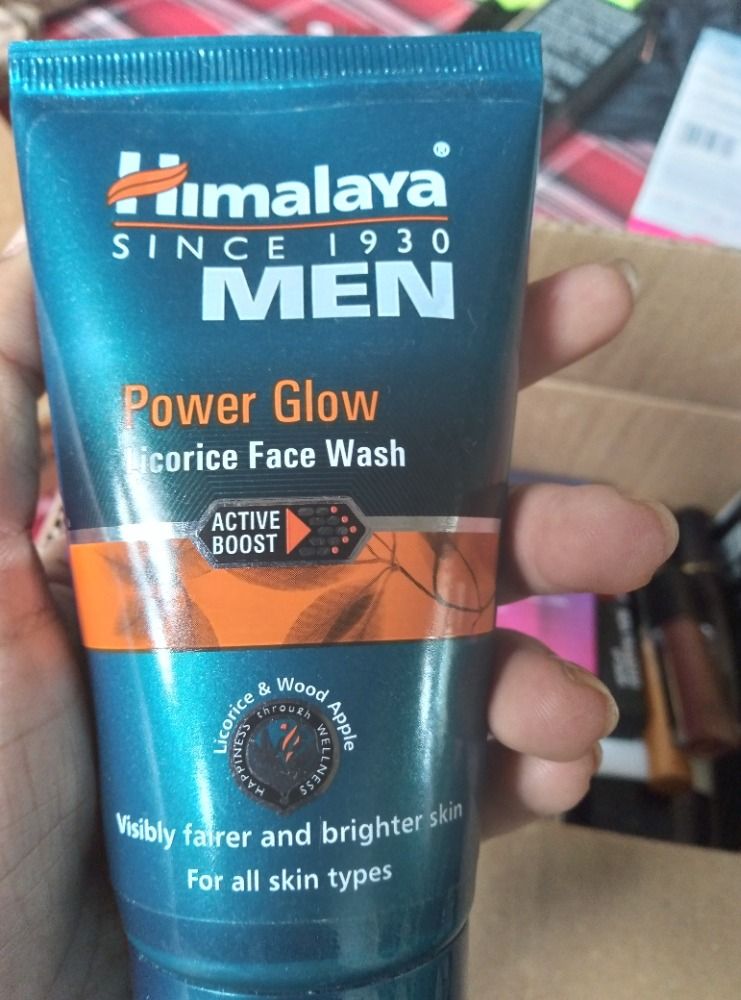 Himalaya®
SINCE 1930
MEN
Power Glow
Licorice Face Wash
ACTIVE
BOOST
Licorice & Wood Apple
HAPPINESS through WELLNESS
Visibly fairer and brighter skin
For all skin types